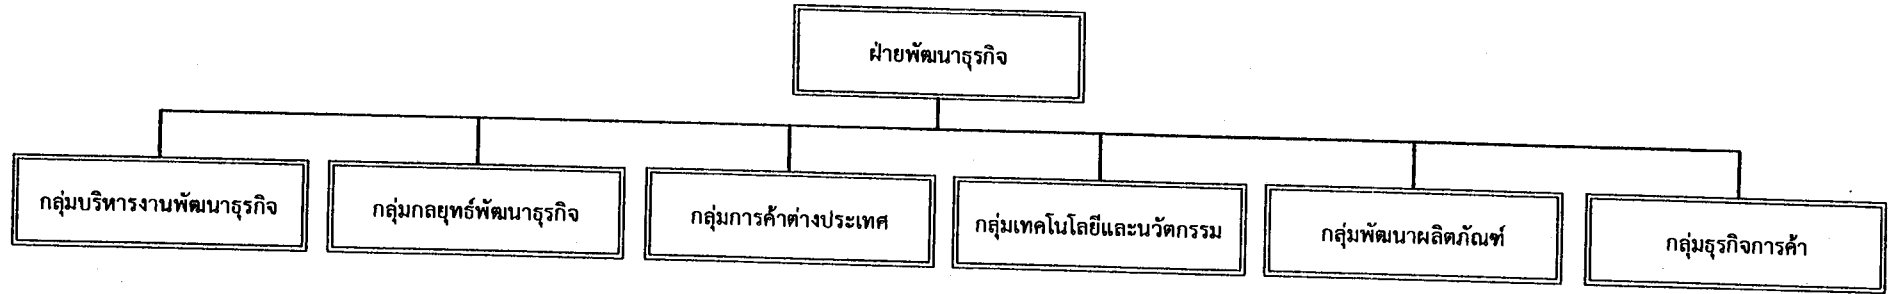 ฝ่ายพัฒนาธุรกิจ
กลุ่มบริหารงานพัฒนาธุรกิจ
กลุ่มกลยุทธ์พัฒนาธุรกิจ
กลุ่มการค้าต่างประเทศ
กลุ่มเทคโนโลยีและนวัตกรรม
กลุ่มพัฒนาผลิตภัณฑ์
กลุ่มธุรกิจการค้า